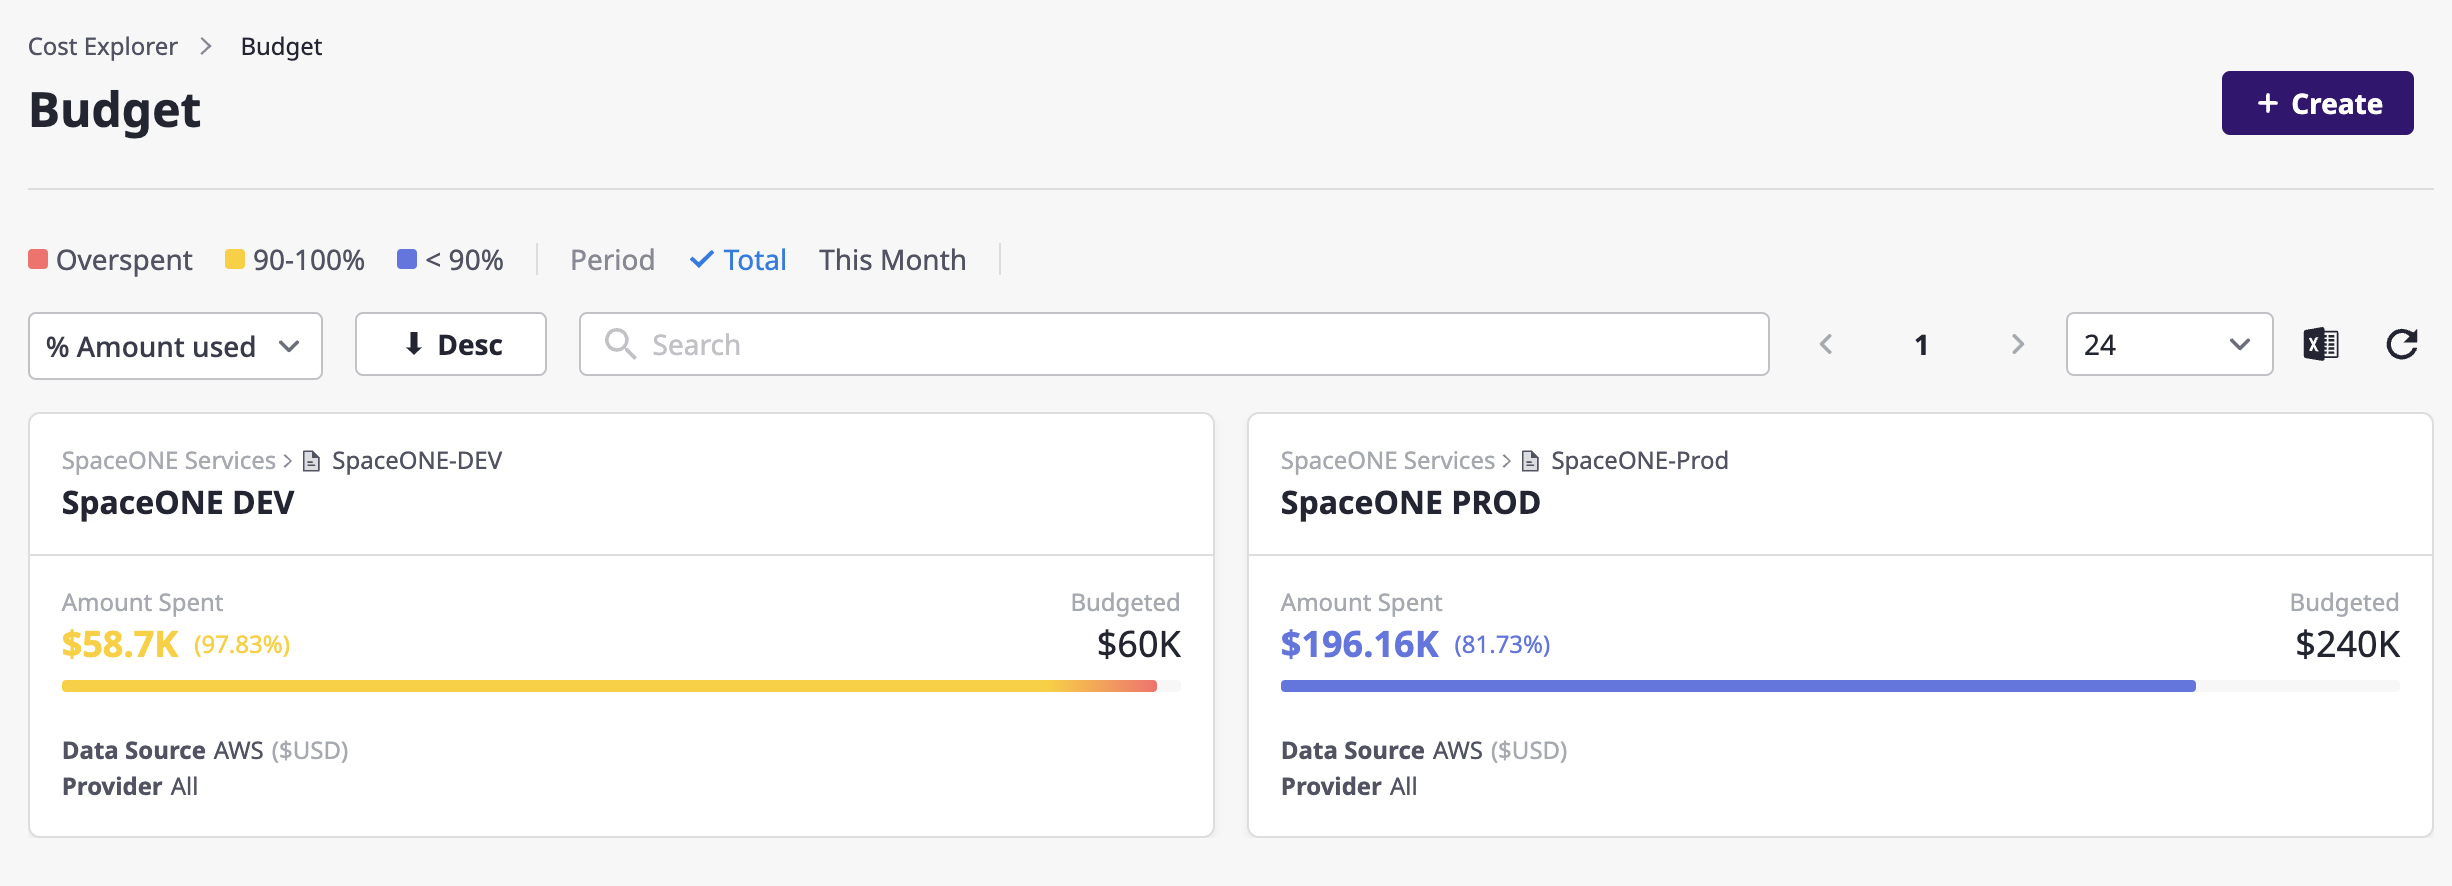 Cost Explorer > Budget
Budget
+ Create
Overspent 90-100% < 90% Period Total This Month
% Amount used Desc Search < 1 > 24
SpaceONE Services > SpaceONE-DEV
SpaceONE DEV
Amount Spent Budgeted
$58.7K (97.83%) $60K
Data Source AWS ($USD)
Provider All
SpaceONE Services > SpaceONE-Prod
SpaceONE PROD
Amount Spent Budgeted
$196.16K (81.73%) $240K
Data Source AWS ($USD)
Provider All